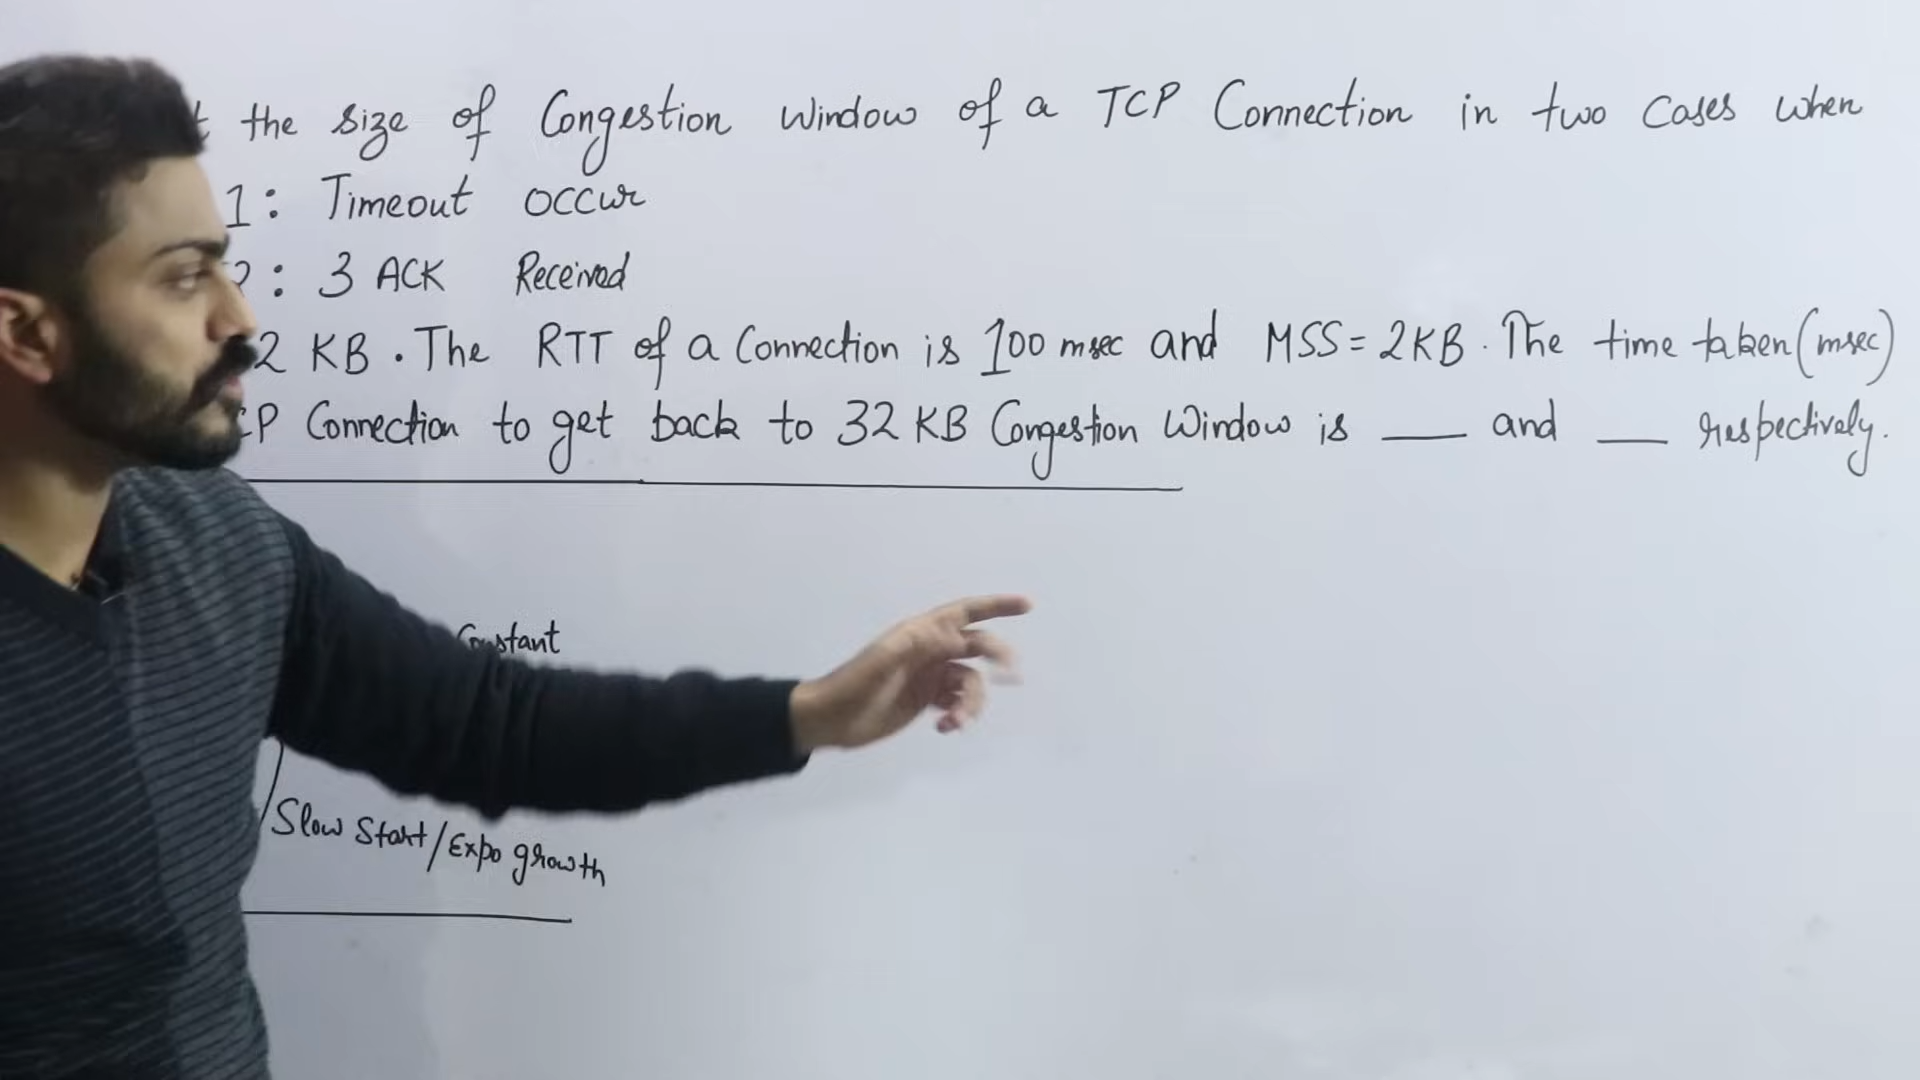 the size of Congestion Window of a TCP Connection in two cases when
1: Timeout occur
: 3 ACK Received
2 KB. The RTT of a Connection is 100 msec and MSS = 2KB. The time taken (msec)
CP Connection to get back to 32 KB Congestion Window is ___ and ___ respectively.
Constant
Slow Start/Expo growth